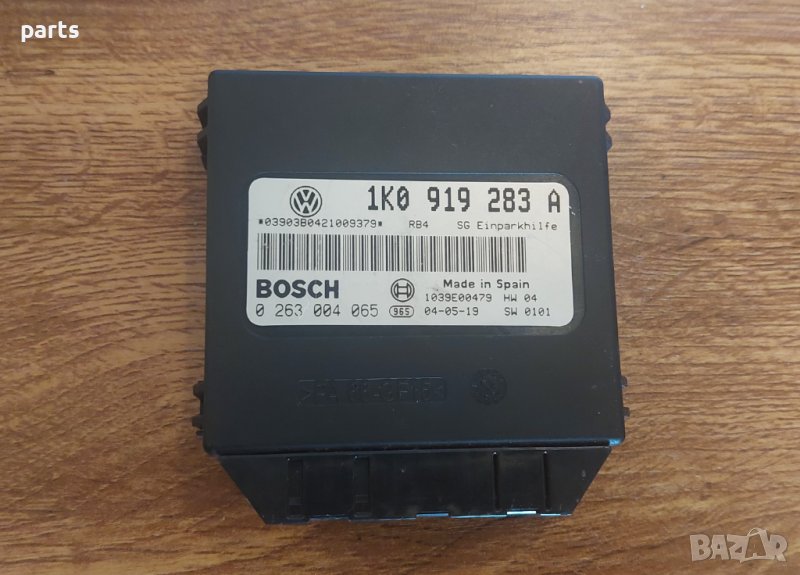 parts
1K0 919 283 A
*03903B0421009379* RB4 SG Einparkhilfe
BOSCH
Made in Spain
1039E00479 HW 04
0 263 004 065 965 04-05-19 SW 0101
BAZAR